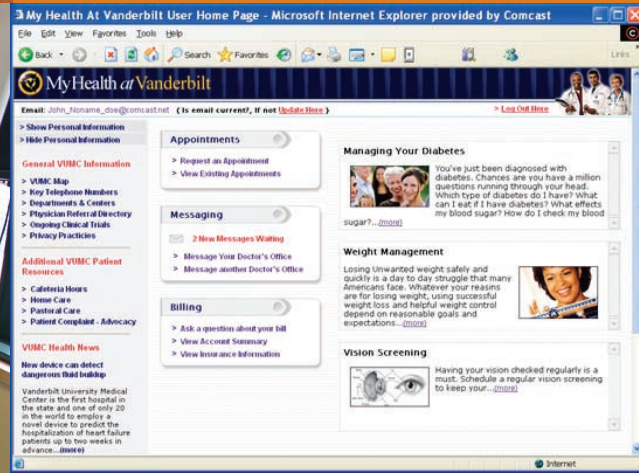 My Health At Vanderbilt User Home Page - Microsoft Internet Explorer provided by Comcast
File Edit View Favorites Tools Help
Back Search Favorites Links
MyHealth at Vanderbilt
Email: John_Noname_doe@comcast.net ( Is email current?, If not Update Here )
> Log Out Here
> Show Personal Information
> Hide Personal Information
General VUMC Information
> VUMC Map
> Key Telephone Numbers
> Departments & Centers
> Physician Referral Directory
> Ongoing Clinical Trials
> Privacy Practicies
Additional VUMC Patient
Resources
> Cafeteria Hours
> Home Care
> Pastoral Care
> Patient Complaint - Advocacy
VUMC Health News
New device can detect
dangerous fluid buildup
Vanderbilt University Medical
Center is the first hospital in
the state and one of only 20
in the world to employ a
novel device to predict the
hospitalization of heart failure
patients up to two weeks in
advance...(more)
Appointments
> Request an Appointment
> View Existing Appointments
Messaging
2 New Messages Waiting
> Message Your Doctor's Office
> Message another Doctor's Office
Billing
> Ask a question about your bill
> View Account Summary
> View Insurance Information
Managing Your Diabetes
You've just been diagnosed with
diabetes. Chances are you have a million
questions running through your head.
Which type of diabetes do I have? What
can I eat if I have diabetes? What effects
my blood sugar? How do I check my blood
sugar?...(more)
Weight Management
Losing Unwanted weight safely and
quickly is a day to day struggle that many
Americans face. Whatever your reasons
are for losing weight, using successful
weight loss and helpful weight control
depend on reasonable goals and
expectations...(more)
Vision Screening
Having your vision checked regularly is a
must. Schedule a regular vision screening
to keep your...(more)
Internet